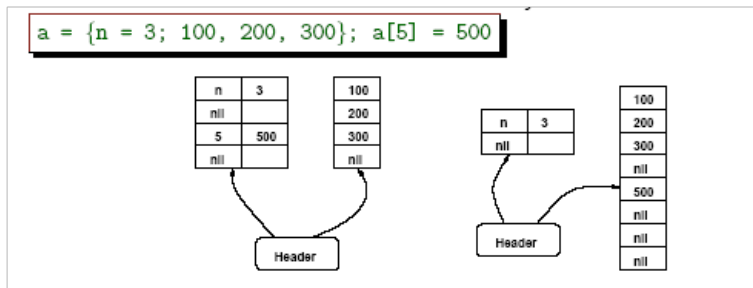 a = {n = 3; 100, 200, 300}; a[5] = 500
n 3
nil
5 500
nil
100
200
300
nil
Header
n 3
nil
100
200
300
nil
500
nil
nil
nil
Header